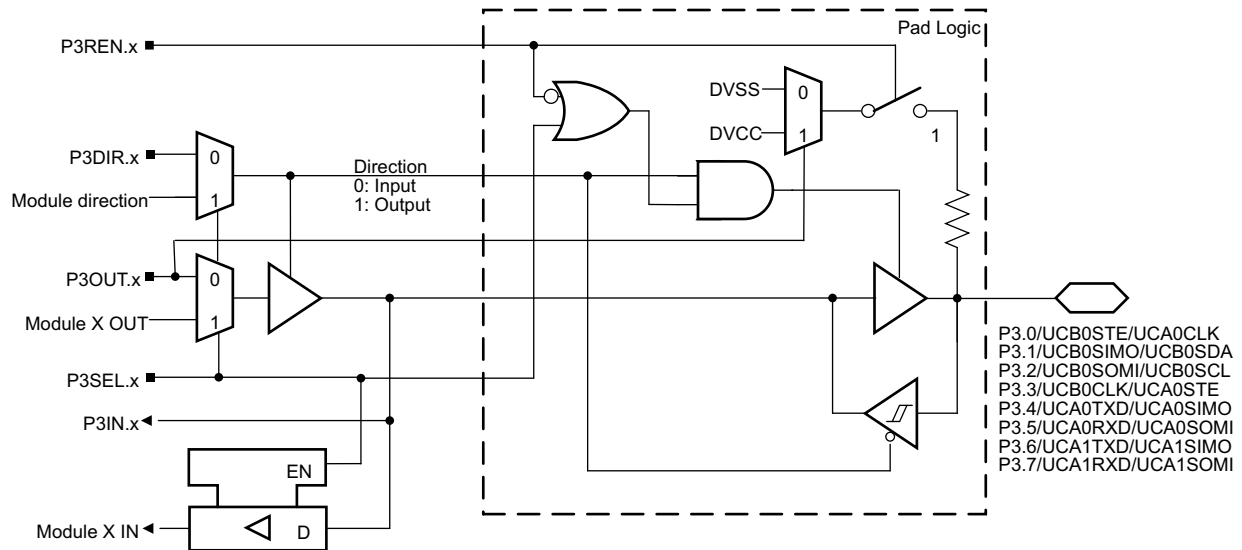 Pad Logic
P3REN.x
DVSS
0
DVCC
1
1
P3DIR.x
0
Module direction
1
Direction
0: Input
1: Output
P3OUT.x
0
Module X OUT
1
P3SEL.x
P3IN.x
EN
Module X IN
D
P3.0/UCB0STE/UCA0CLK
P3.1/UCB0SIMO/UCB0SDA
P3.2/UCB0SOMI/UCB0SCL
P3.3/UCB0CLK/UCA0STE
P3.4/UCA0TXD/UCA0SIMO
P3.5/UCA0RXD/UCA0SOMI
P3.6/UCA1TXD/UCA1SIMO
P3.7/UCA1RXD/UCA1SOMI